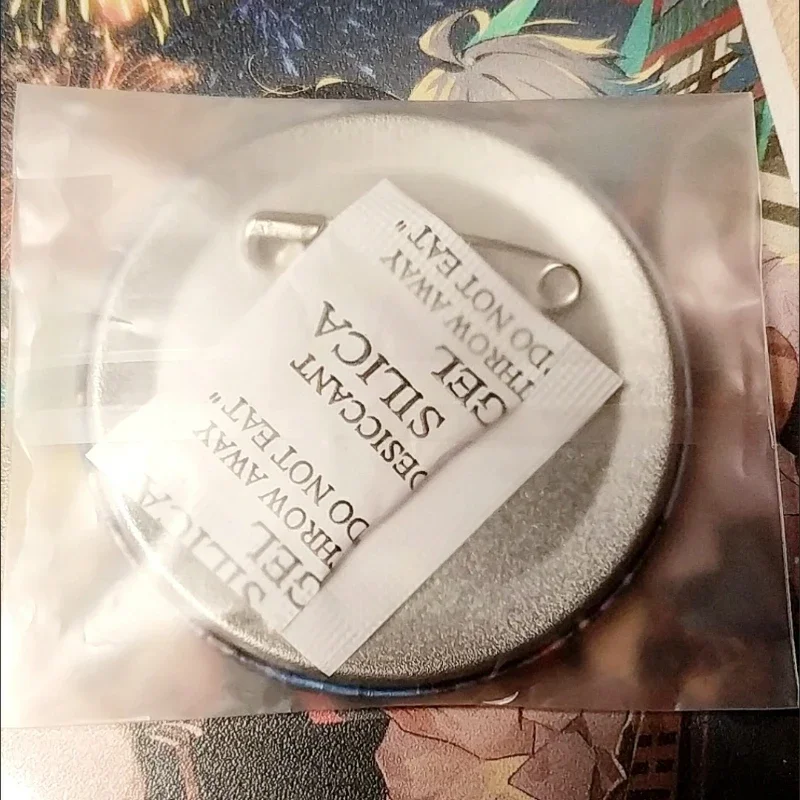 SILICA
GEL
THROW AWAY
"DO NOT EAT"
DESICCANT
SILICA
GEL
THROW AWAY
"DO NOT EAT"